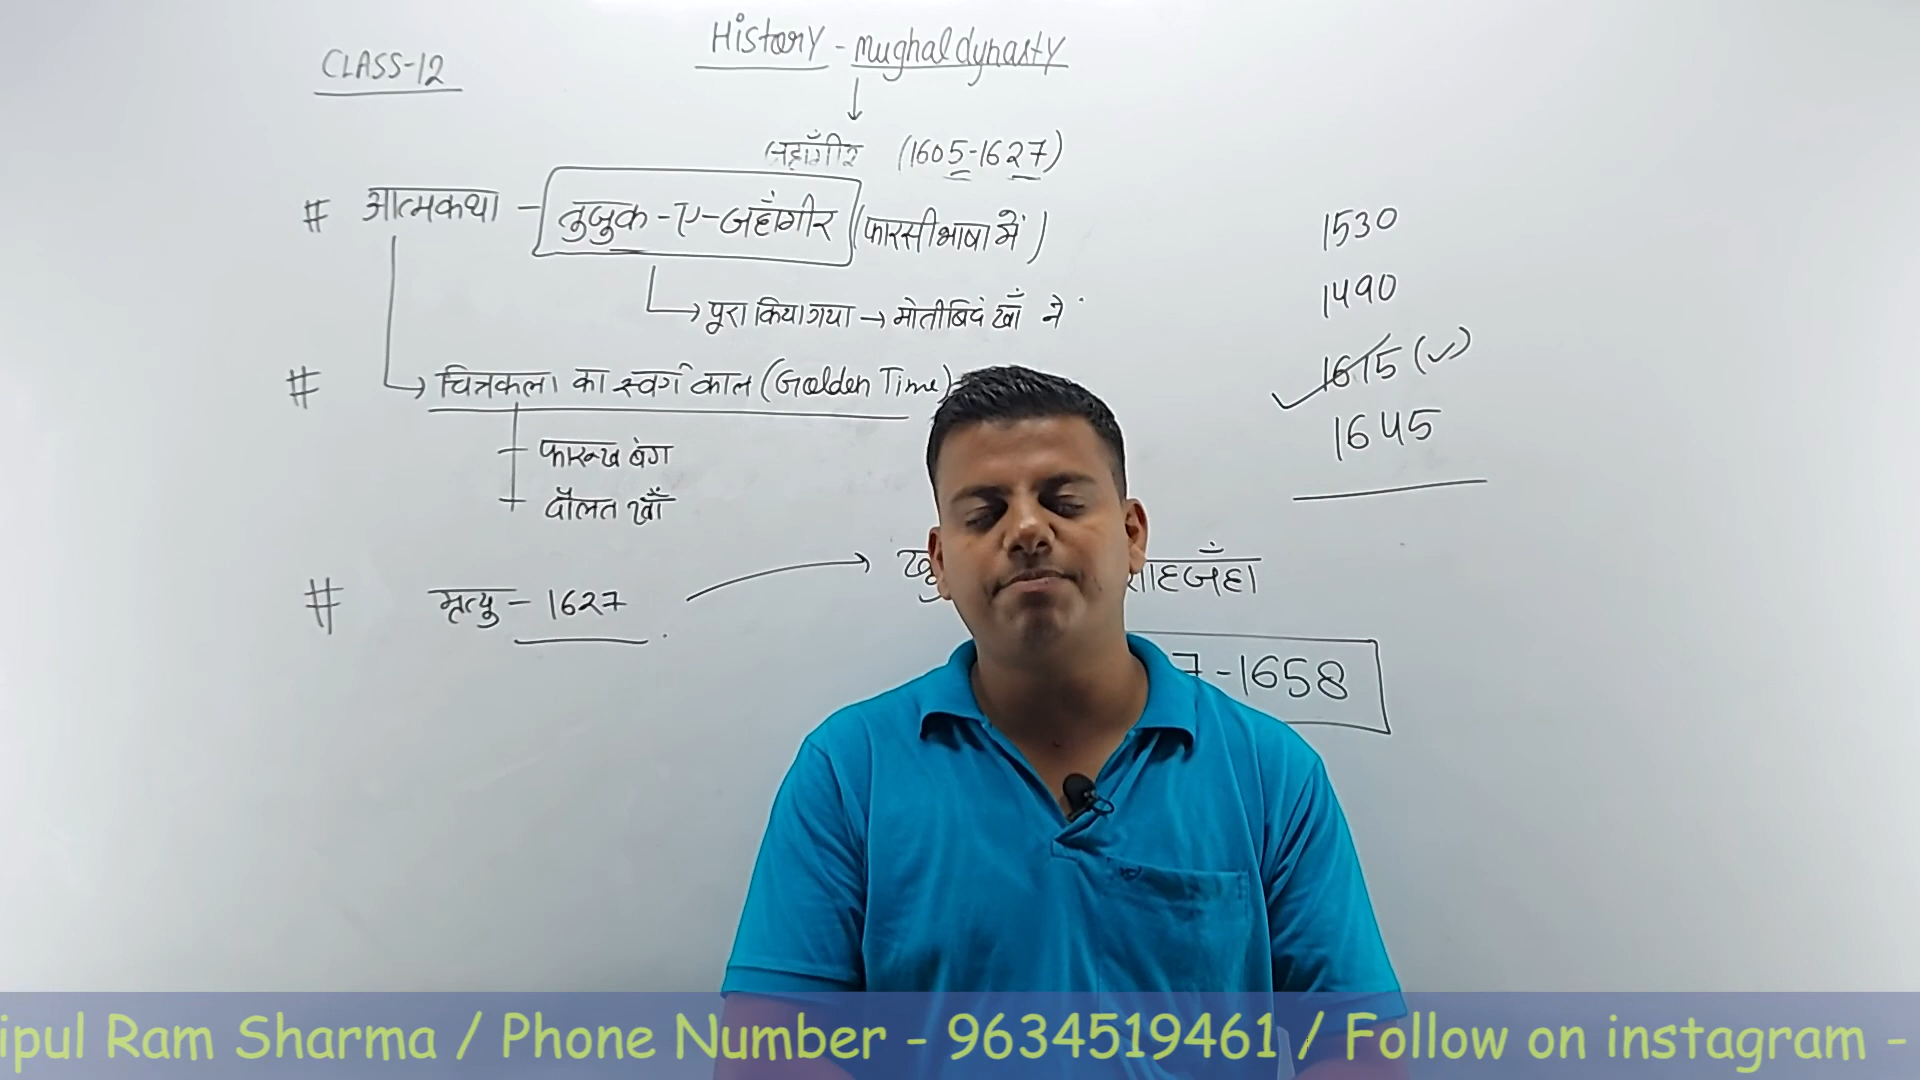 CLASS-12
History - mughal dynasty
जहाँगीर (1605-1627)
# आत्मकथा - तुजुक-ए-जहाँगीर (फारसी भाषा में)
पूरा किया गया → मोतीबिदं खाँ ने
# चित्रकला का स्वर्ग काल (Golden Time)
फारूख बेग
दौलत खाँ
# मृत्यु - 1627
शाहजँहा
-1658
1530
1490
1615 (✓)
1645
ipul Ram Sharma / Phone Number - 9634519461 / Follow on instagram -